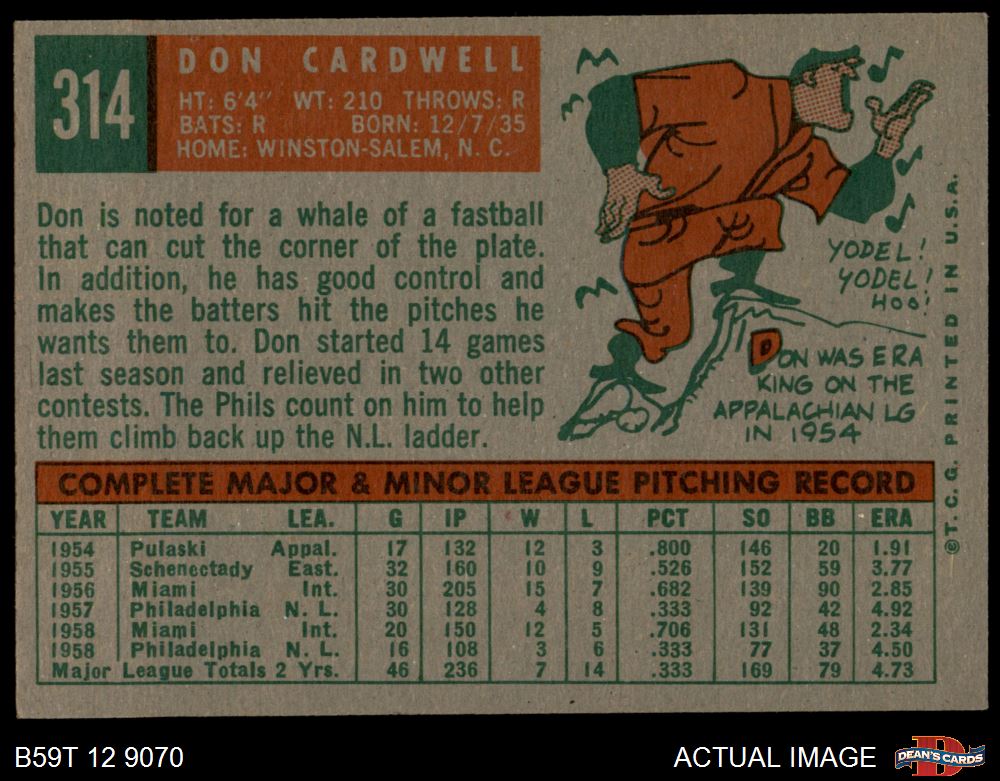 314
DON CARDWELL
HT: 6'4" WT: 210 THROWS: R
BATS: R BORN: 12/7/35
HOME: WINSTON-SALEM, N. C.
Don is noted for a whale of a fastball
that can cut the corner of the plate.
In addition, he has good control and
makes the batters hit the pitches he
wants them to. Don started 14 games
last season and relieved in two other
contests. The Phils count on him to help
them climb back up the N.L. ladder.
YODEL!
YODEL!
HOO!
DON WAS ERA
KING ON THE
APPALACHIAN LG
IN 1954
©T. C. G. PRINTED IN U.S.A.
COMPLETE MAJOR & MINOR LEAGUE PITCHING RECORD
YEAR TEAM LEA. G IP W L PCT SO BB ERA
1954 Pulaski Appal. 17 132 12 3 .800 146 20 1.91
1955 Schenectady East. 32 160 10 9 .526 152 59 3.77
1956 Miami Int. 30 205 15 7 .682 139 90 2.85
1957 Philadelphia N. L. 30 128 4 8 .333 92 42 4.92
1958 Miami Int. 20 150 12 5 .706 131 48 2.34
1958 Philadelphia N. L. 16 108 3 6 .333 77 37 4.50
Major League Totals 2 Yrs. 46 236 7 14 .333 169 79 4.73
B59T 12 9070
ACTUAL IMAGE
D
DEAN'S CARDS